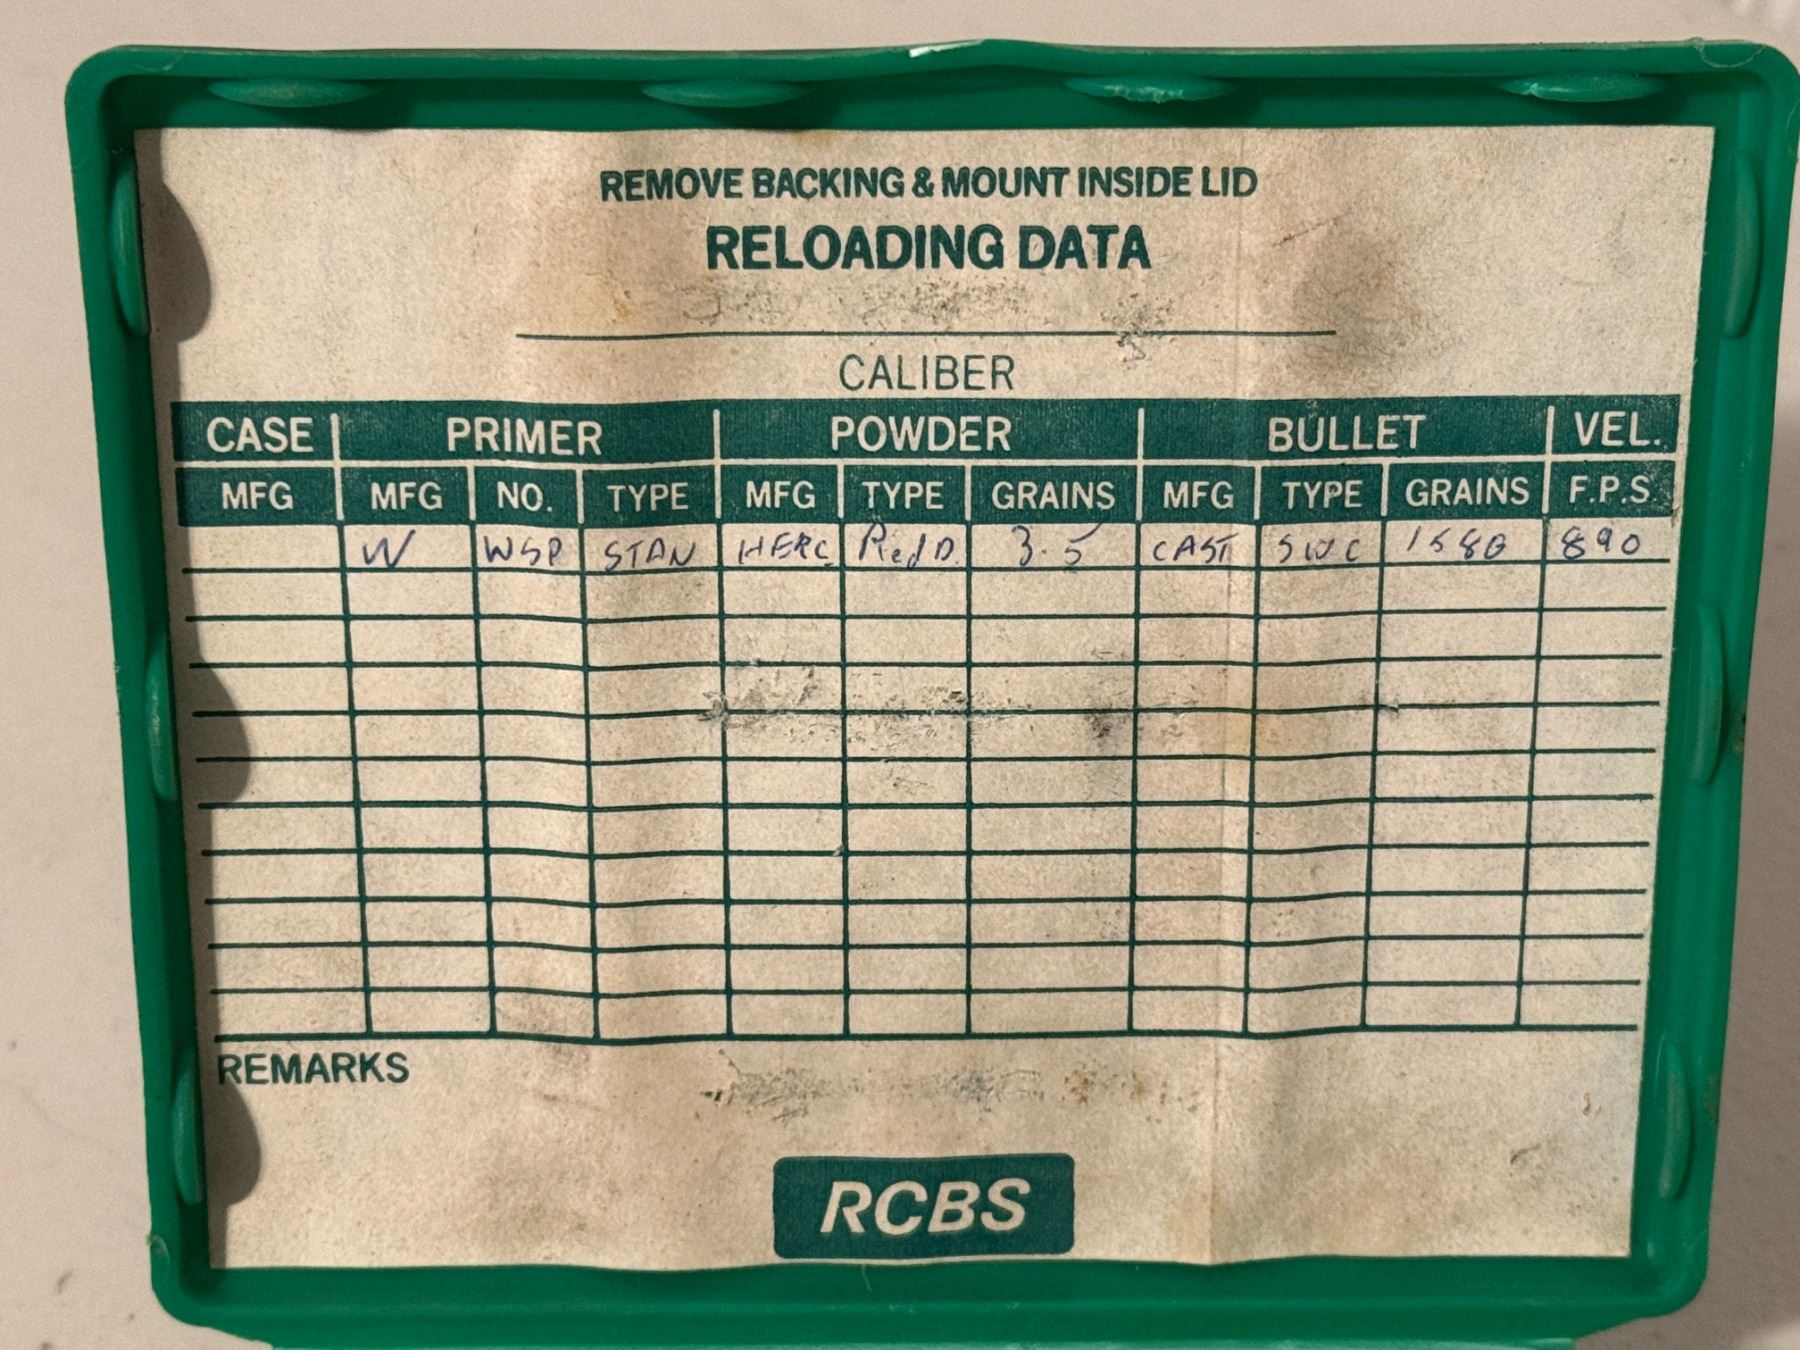 REMOVE BACKING & MOUNT INSIDE LID
RELOADING DATA
CALIBER
CASE PRIMER POWDER BULLET VEL.
MFG MFG NO. TYPE MFG TYPE GRAINS MFG TYPE GRAINS F.P.S.
W WSP STAN HERC RedD. 3.5 CAST SWC 158G 890
REMARKS
RCBS